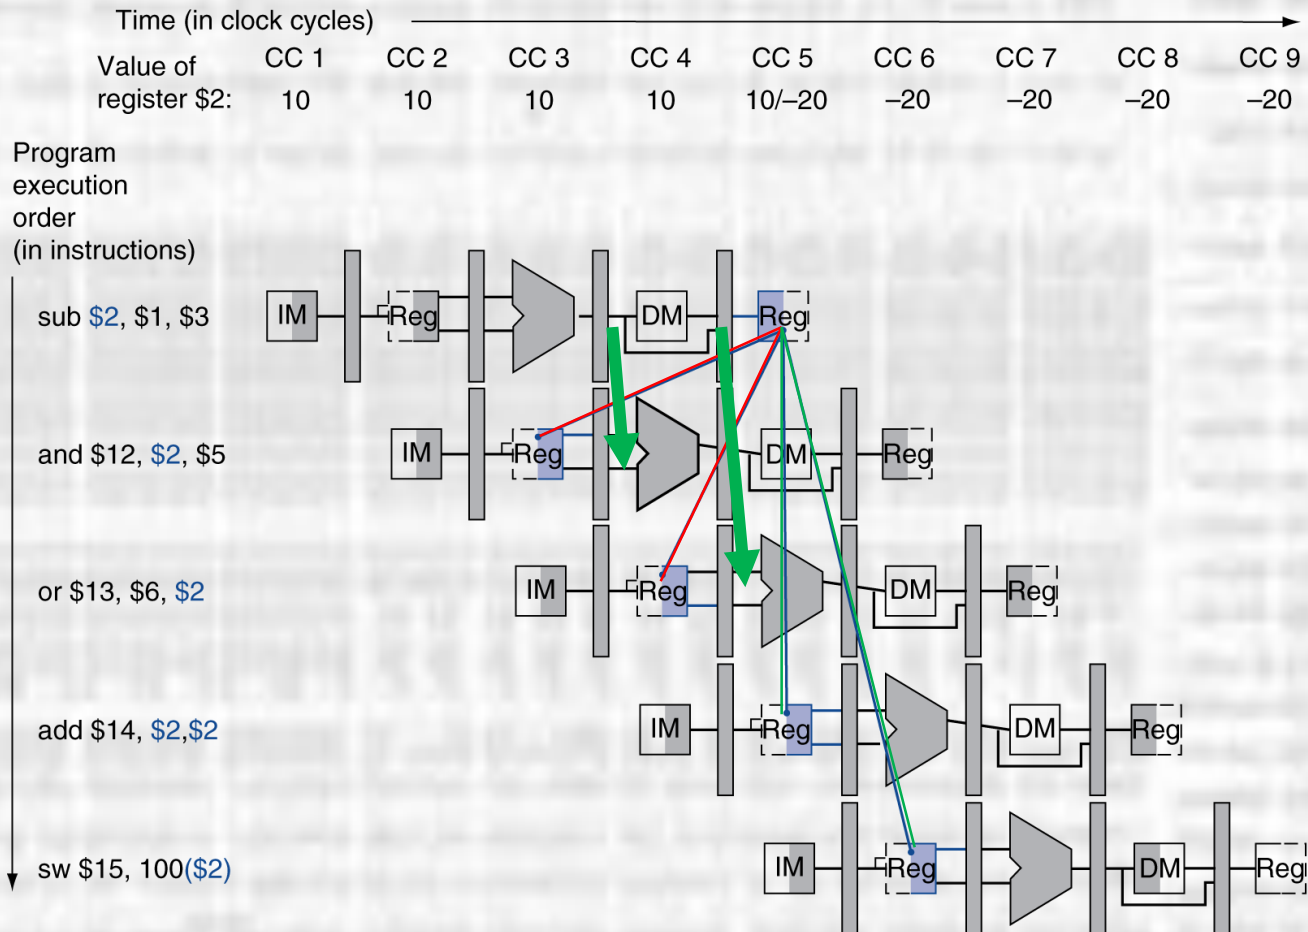 Time (in clock cycles)
CC 1 CC 2 CC 3 CC 4 CC 5 CC 6 CC 7 CC 8 CC 9
Value of
register $2: 10 10 10 10 10/–20 –20 –20 –20 –20
Program
execution
order
(in instructions)
sub $2, $1, $3 IM Reg DM Reg
and $12, $2, $5 IM Reg DM Reg
or $13, $6, $2 IM Reg DM Reg
add $14, $2,$2 IM Reg DM Reg
sw $15, 100($2) IM Reg DM Reg